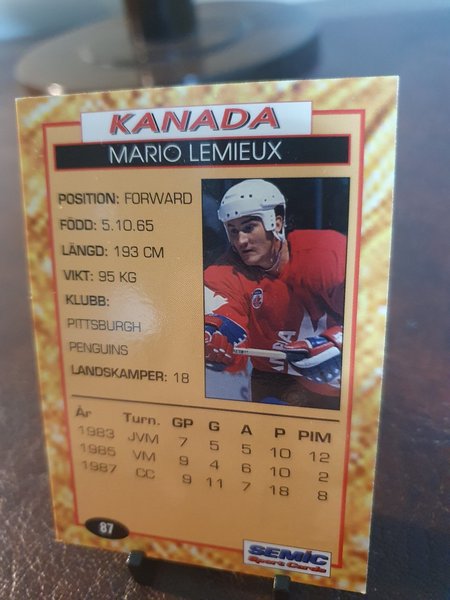 KANADA
MARIO LEMIEUX
POSITION: FORWARD
FÖDD: 5.10.65
LÄNGD: 193 CM
VIKT: 95 KG
KLUBB:
PITTSBURGH
PENGUINS
LANDSKAMPER: 18
År Turn. GP G A P PIM
1983 JVM 7 5 5 10 12
1985 VM 9 4 6 10 2
1987 CC 9 11 7 18 8
87
SEMIC
Sport Cards